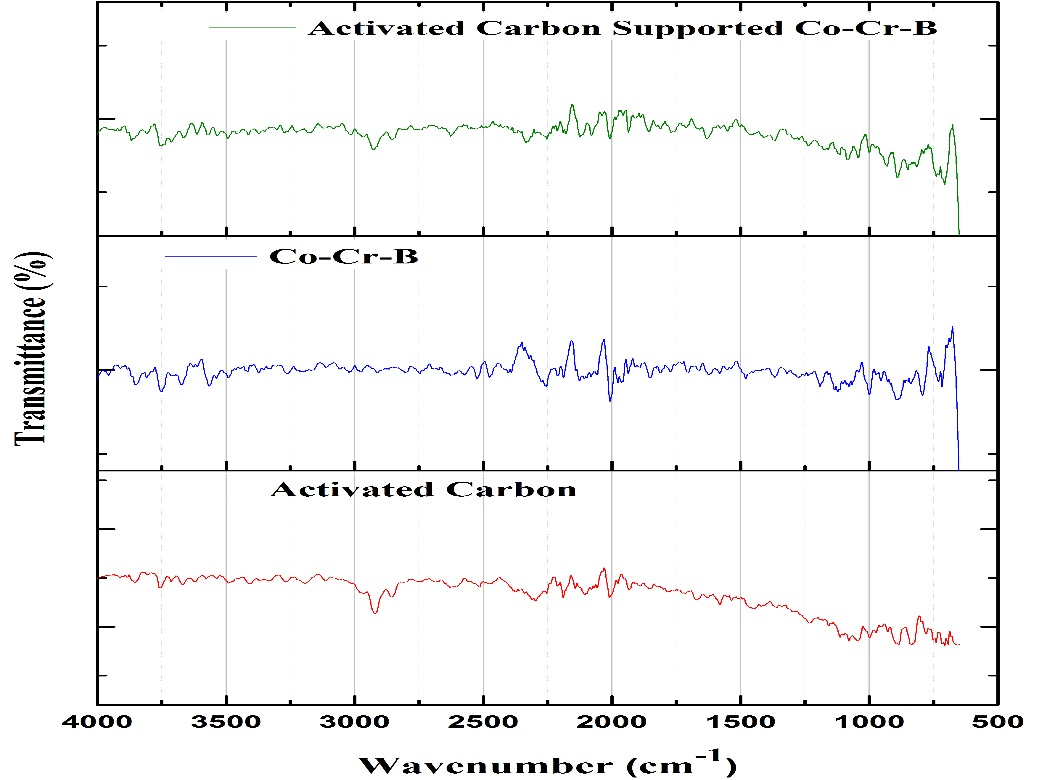 Activated Carbon Supported Co-Cr-B
Co-Cr-B
Transmittance (%)
Activated Carbon
4000 3500 3000 2500 2000 1500 1000 500
Wavenumber (cm⁻¹)